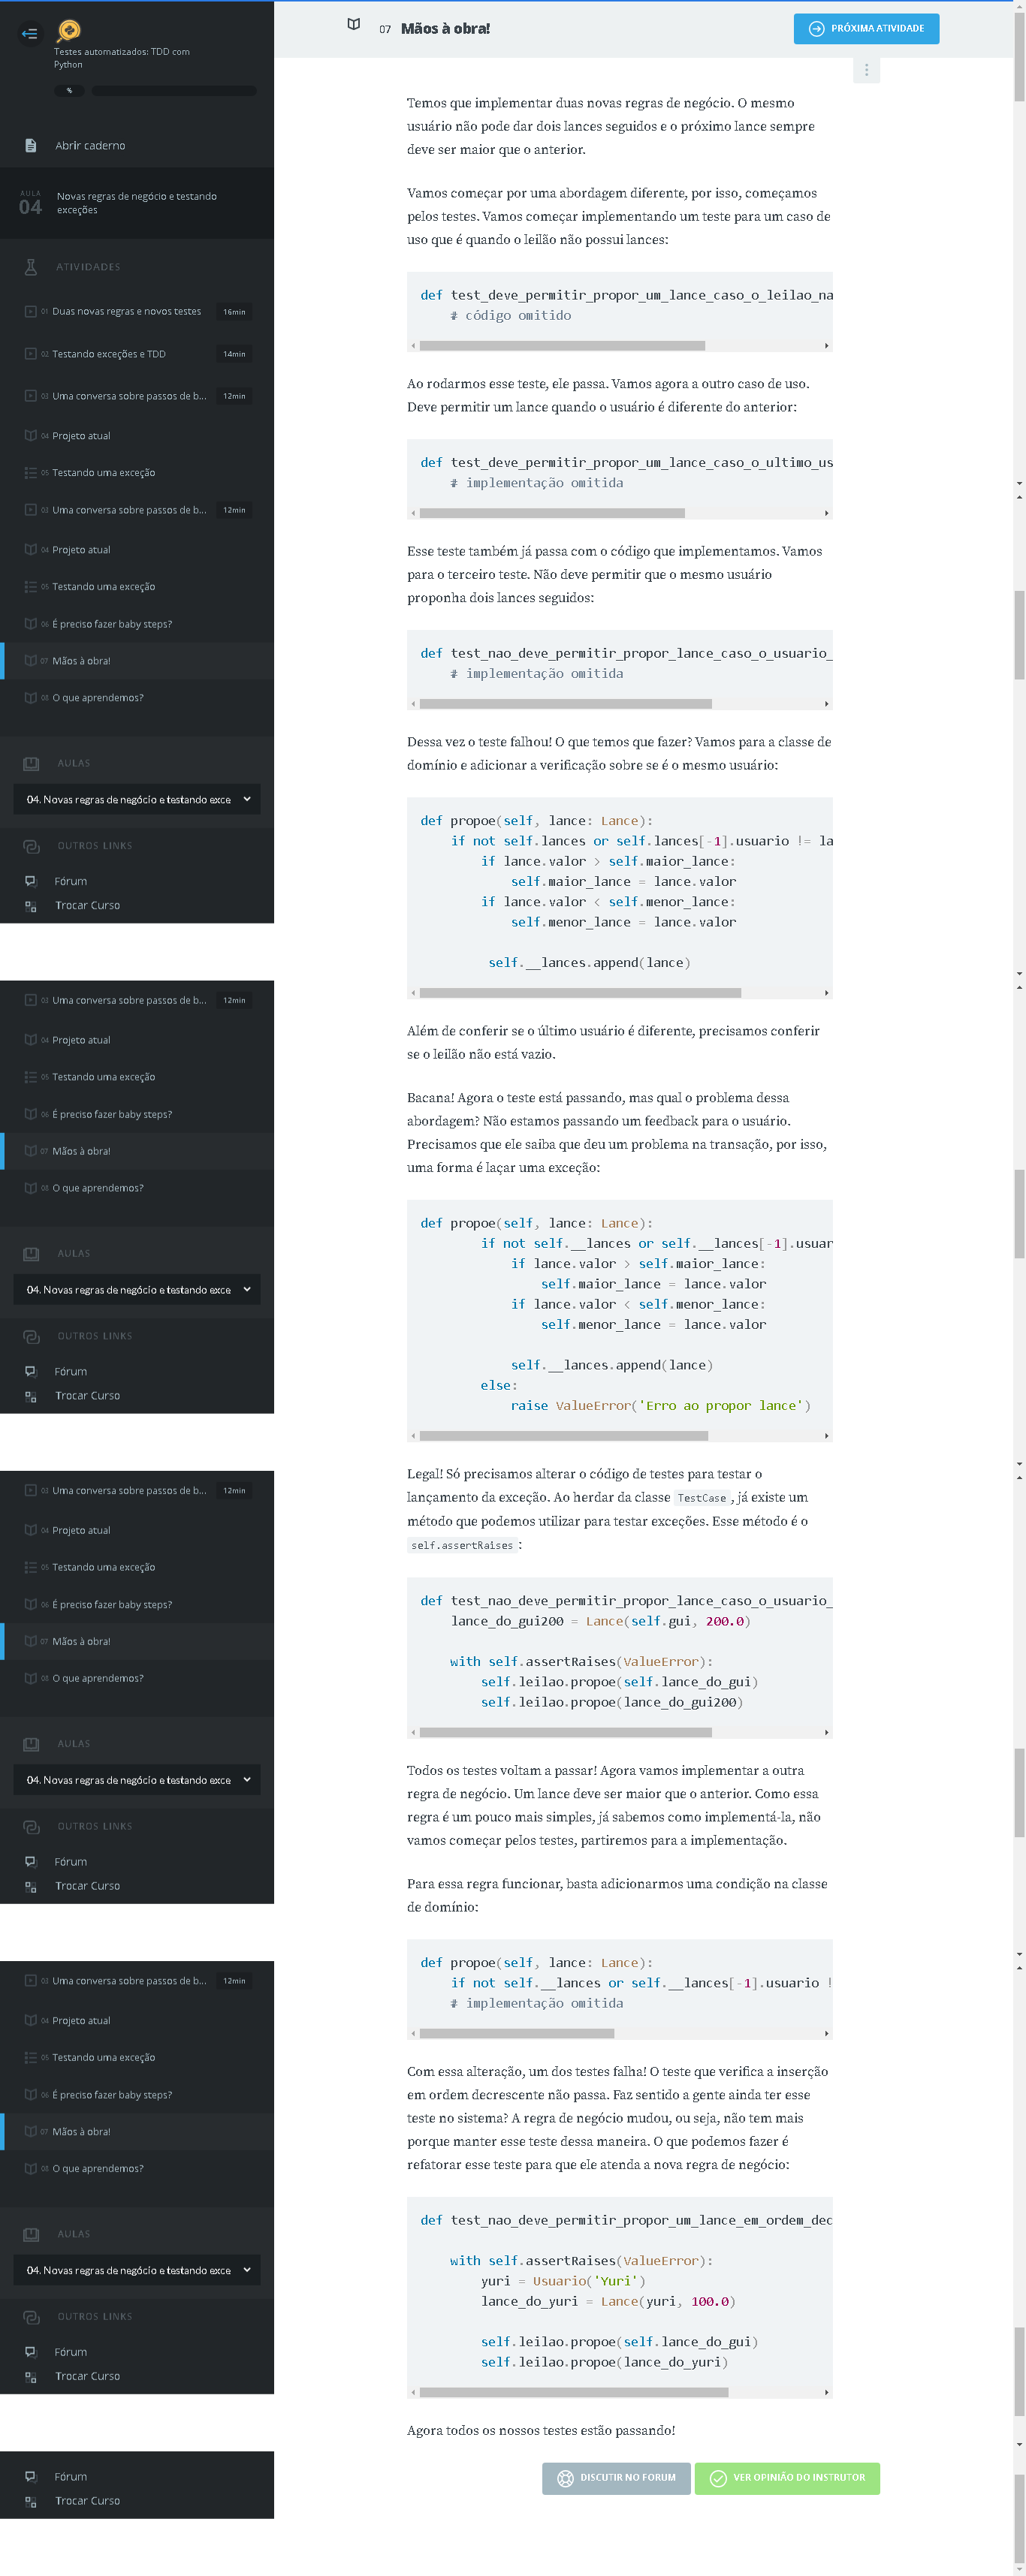 Testes automatizados: TDD com
Python
%
Abrir caderno
AULA
04
Novas regras de negócio e testando
exceções
ATIVIDADES
01 Duas novas regras e novos testes 16min
02 Testando exceções e TDD 14min
03 Uma conversa sobre passos de b... 12min
04 Projeto atual
05 Testando uma exceção
03 Uma conversa sobre passos de b... 12min
04 Projeto atual
05 Testando uma exceção
06 É preciso fazer baby steps?
07 Mãos à obra!
08 O que aprendemos?
AULAS
04. Novas regras de negócio e testando exce
OUTROS LINKS
Fórum
Trocar Curso
03 Uma conversa sobre passos de b... 12min
04 Projeto atual
05 Testando uma exceção
06 É preciso fazer baby steps?
07 Mãos à obra!
08 O que aprendemos?
AULAS
04. Novas regras de negócio e testando exce
OUTROS LINKS
Fórum
Trocar Curso
03 Uma conversa sobre passos de b... 12min
04 Projeto atual
05 Testando uma exceção
06 É preciso fazer baby steps?
07 Mãos à obra!
08 O que aprendemos?
AULAS
04. Novas regras de negócio e testando exce
OUTROS LINKS
Fórum
Trocar Curso
03 Uma conversa sobre passos de b... 12min
04 Projeto atual
05 Testando uma exceção
06 É preciso fazer baby steps?
07 Mãos à obra!
08 O que aprendemos?
AULAS
04. Novas regras de negócio e testando exce
OUTROS LINKS
Fórum
Trocar Curso
Fórum
Trocar Curso
07 Mãos à obra!
PRÓXIMA ATIVIDADE
Temos que implementar duas novas regras de negócio. O mesmo
usuário não pode dar dois lances seguidos e o próximo lance sempre
deve ser maior que o anterior.
Vamos começar por uma abordagem diferente, por isso, começamos
pelos testes. Vamos começar implementando um teste para um caso de
uso que é quando o leilão não possui lances:
def test_deve_permitir_propor_um_lance_caso_o_leilao_na
# código omitido
Ao rodarmos esse teste, ele passa. Vamos agora a outro caso de uso.
Deve permitir um lance quando o usuário é diferente do anterior:
def test_deve_permitir_propor_um_lance_caso_o_ultimo_us
# implementação omitida
Esse teste também já passa com o código que implementamos. Vamos
para o terceiro teste. Não deve permitir que o mesmo usuário
proponha dois lances seguidos:
def test_nao_deve_permitir_propor_lance_caso_o_usuario_
# implementação omitida
Dessa vez o teste falhou! O que temos que fazer? Vamos para a classe de
domínio e adicionar a verificação sobre se é o mesmo usuário:
def propoe(self, lance: Lance):
if not self.lances or self.lances[-1].usuario != la
if lance.valor > self.maior_lance:
self.maior_lance = lance.valor
if lance.valor < self.menor_lance:
self.menor_lance = lance.valor
self.__lances.append(lance)
Além de conferir se o último usuário é diferente, precisamos conferir
se o leilão não está vazio.
Bacana! Agora o teste está passando, mas qual o problema dessa
abordagem? Não estamos passando um feedback para o usuário.
Precisamos que ele saiba que deu um problema na transação, por isso,
uma forma é laçar uma exceção:
def propoe(self, lance: Lance):
if not self.__lances or self.__lances[-1].usuar
if lance.valor > self.maior_lance:
self.maior_lance = lance.valor
if lance.valor < self.menor_lance:
self.menor_lance = lance.valor
self.__lances.append(lance)
else:
raise ValueError('Erro ao propor lance')
Legal! Só precisamos alterar o código de testes para testar o
lançamento da exceção. Ao herdar da classe TestCase, já existe um
método que podemos utilizar para testar exceções. Esse método é o
self.assertRaises:
def test_nao_deve_permitir_propor_lance_caso_o_usuario_
lance_do_gui200 = Lance(self.gui, 200.0)
with self.assertRaises(ValueError):
self.leilao.propoe(self.lance_do_gui)
self.leilao.propoe(lance_do_gui200)
Todos os testes voltam a passar! Agora vamos implementar a outra
regra de negócio. Um lance deve ser maior que o anterior. Como essa
regra é um pouco mais simples, já sabemos como implementá-la, não
vamos começar pelos testes, partiremos para a implementação.
Para essa regra funcionar, basta adicionarmos uma condição na classe
de domínio:
def propoe(self, lance: Lance):
if not self.__lances or self.__lances[-1].usuario !
# implementação omitida
Com essa alteração, um dos testes falha! O teste que verifica a inserção
em ordem decrescente não passa. Faz sentido a gente ainda ter esse
teste no sistema? A regra de negócio mudou, ou seja, não tem mais
porque manter esse teste dessa maneira. O que podemos fazer é
refatorar esse teste para que ele atenda a nova regra de negócio:
def test_nao_deve_permitir_propor_um_lance_em_ordem_dec
with self.assertRaises(ValueError):
yuri = Usuario('Yuri')
lance_do_yuri = Lance(yuri, 100.0)
self.leilao.propoe(self.lance_do_gui)
self.leilao.propoe(lance_do_yuri)
Agora todos os nossos testes estão passando!
DISCUTIR NO FORUM
VER OPINIÃO DO INSTRUTOR